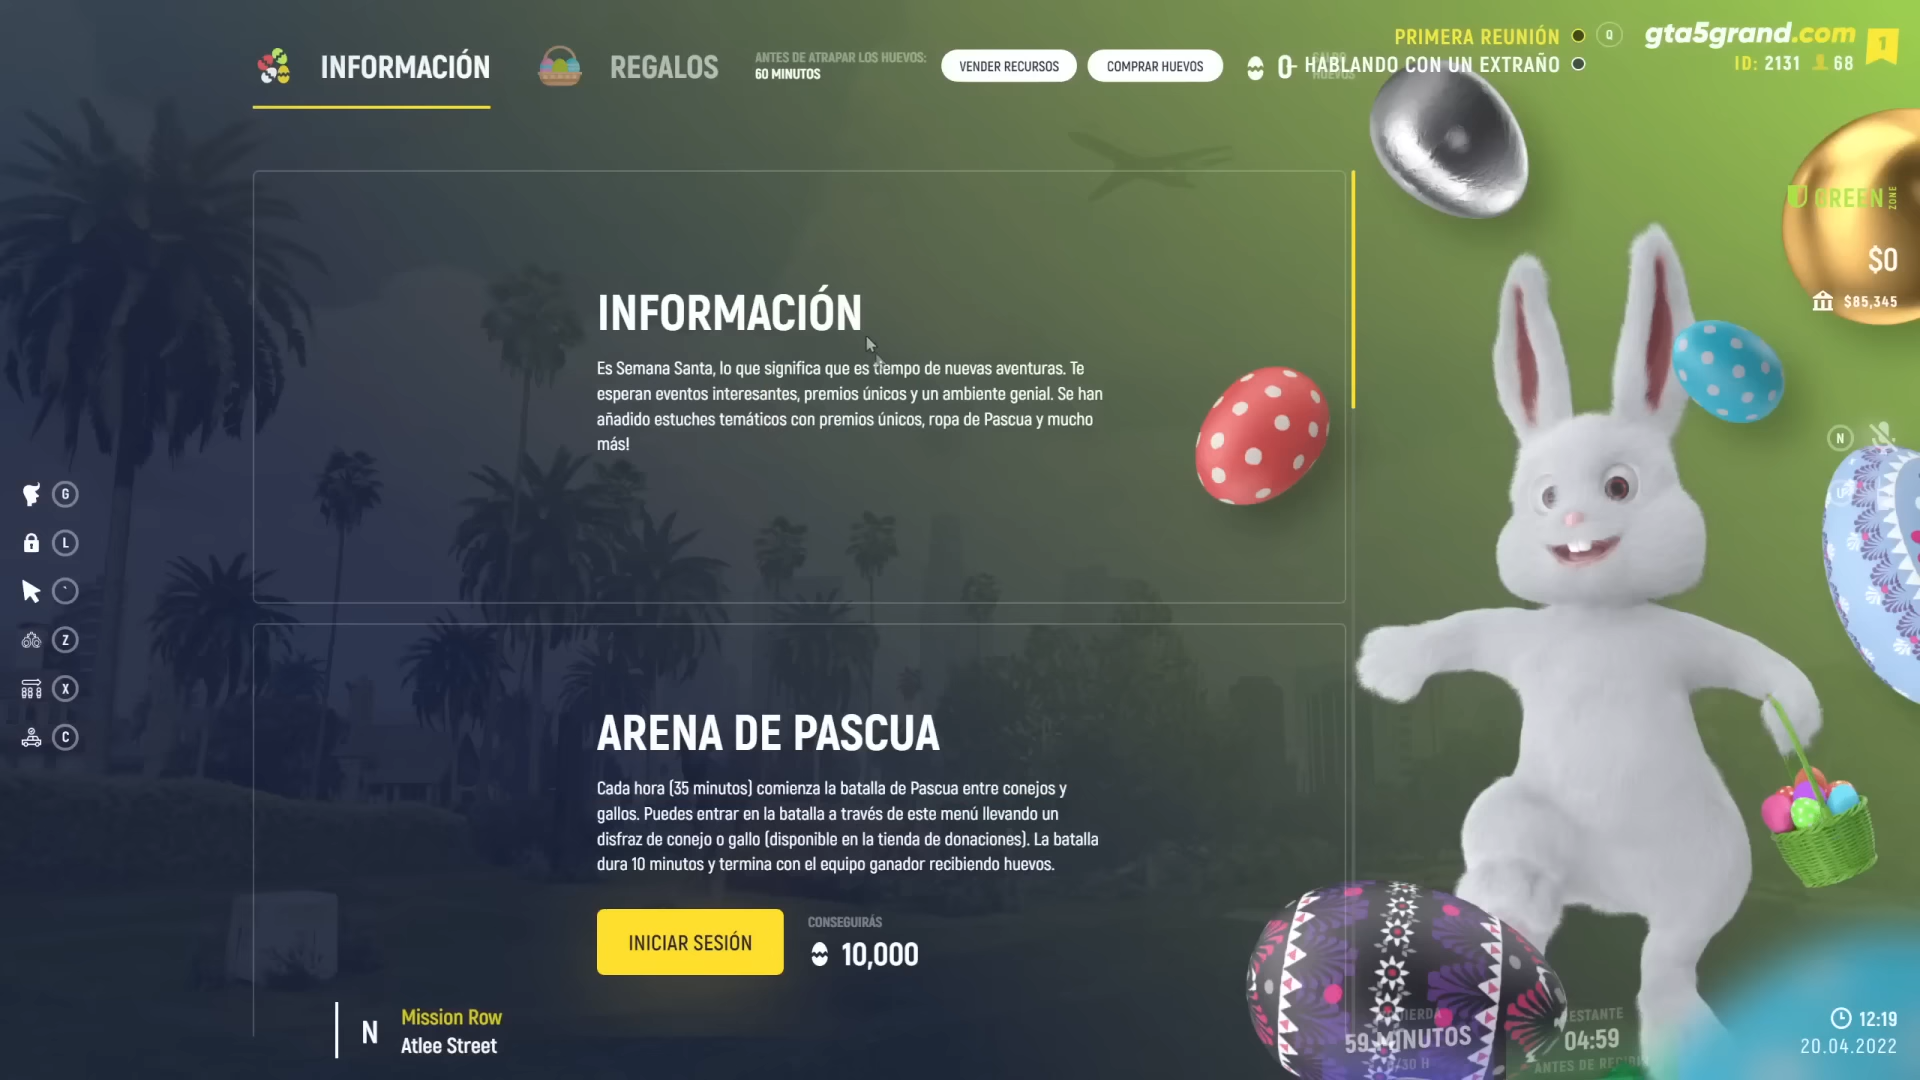 INFORMACIÓN
REGALOS
ANTES DE ATRAPAR LOS HUEVOS:
60 MINUTOS
VENDER RECURSOS
COMPRAR HUEVOS
0
HUEVOS
PRIMERA REUNIÓN
Q
- HABLANDO CON UN EXTRAÑO
gta5grand.com
ID: 2131
68
1
GREEN
ZONE
$0
$85,345
N
INFORMACIÓN
Es Semana Santa, lo que significa que es tiempo de nuevas aventuras. Te
esperan eventos interesantes, premios únicos y un ambiente genial. Se han
añadido estuches temáticos con premios únicos, ropa de Pascua y mucho
más!
G
L
`
Z
X
C
ARENA DE PASCUA
Cada hora (35 minutos) comienza la batalla de Pascua entre conejos y
gallos. Puedes entrar en la batalla a través de este menú llevando un
disfraz de conejo o gallo (disponible en la tienda de donaciones). La batalla
dura 10 minutos y termina con el equipo ganador recibiendo huevos.
INICIAR SESIÓN
CONSEGUIRÁS
10,000
N
Mission Row
Atlee Street
59 MINUTOS
04:59
ANTES DE
12:19
20.04.2022